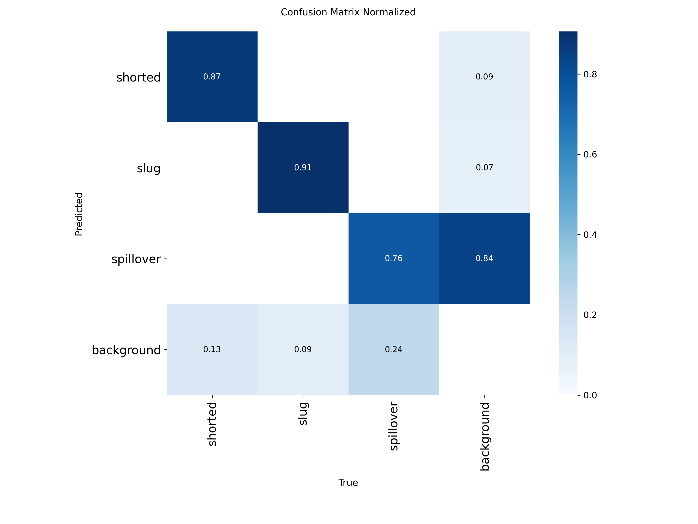 Confusion Matrix Normalized
shorted
0.87
0.09
0.8
slug
0.91
0.07
0.6
Predicted
0.4
spillover
0.76
0.84
0.2
background
0.13
0.09
0.24
0.0
shorted
slug
spillover
background
True